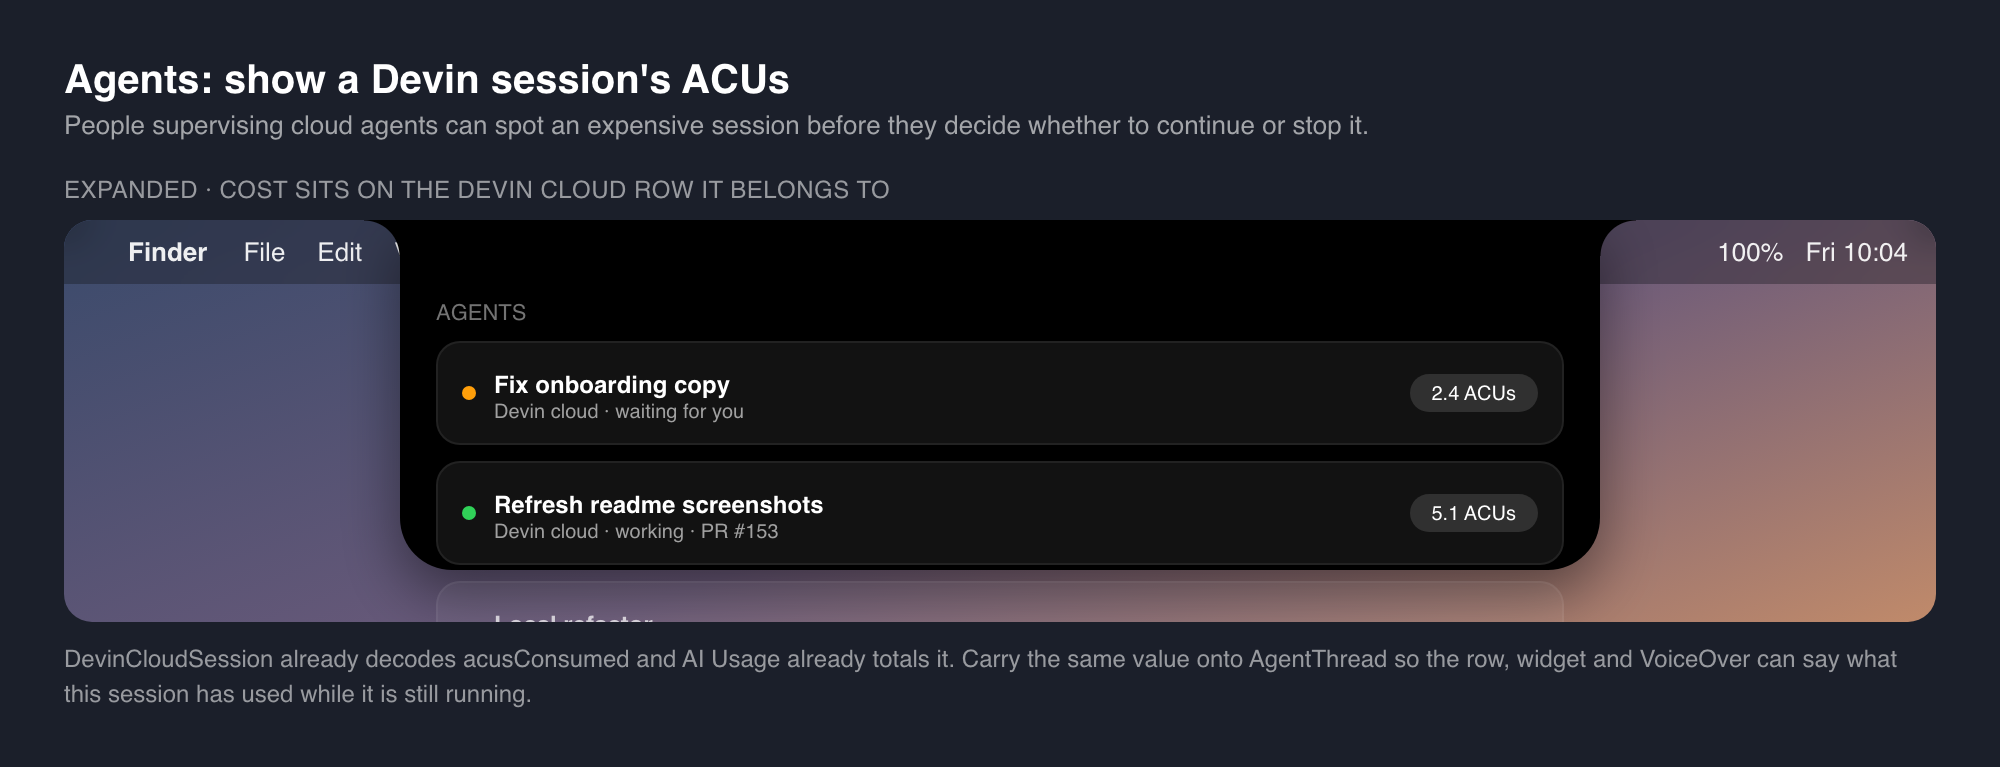 Agents: show a Devin session's ACUs
People supervising cloud agents can spot an expensive session before they decide whether to continue or stop it.
EXPANDED · COST SITS ON THE DEVIN CLOUD ROW IT BELONGS TO
Finder File Edit
100% Fri 10:04
AGENTS
Fix onboarding copy
Devin cloud · waiting for you
2.4 ACUs
Refresh readme screenshots
Devin cloud · working · PR #153
5.1 ACUs
Local refactor
DevinCloudSession already decodes acusConsumed and AI Usage already totals it. Carry the same value onto AgentThread so the row, widget and VoiceOver can say what
this session has used while it is still running.